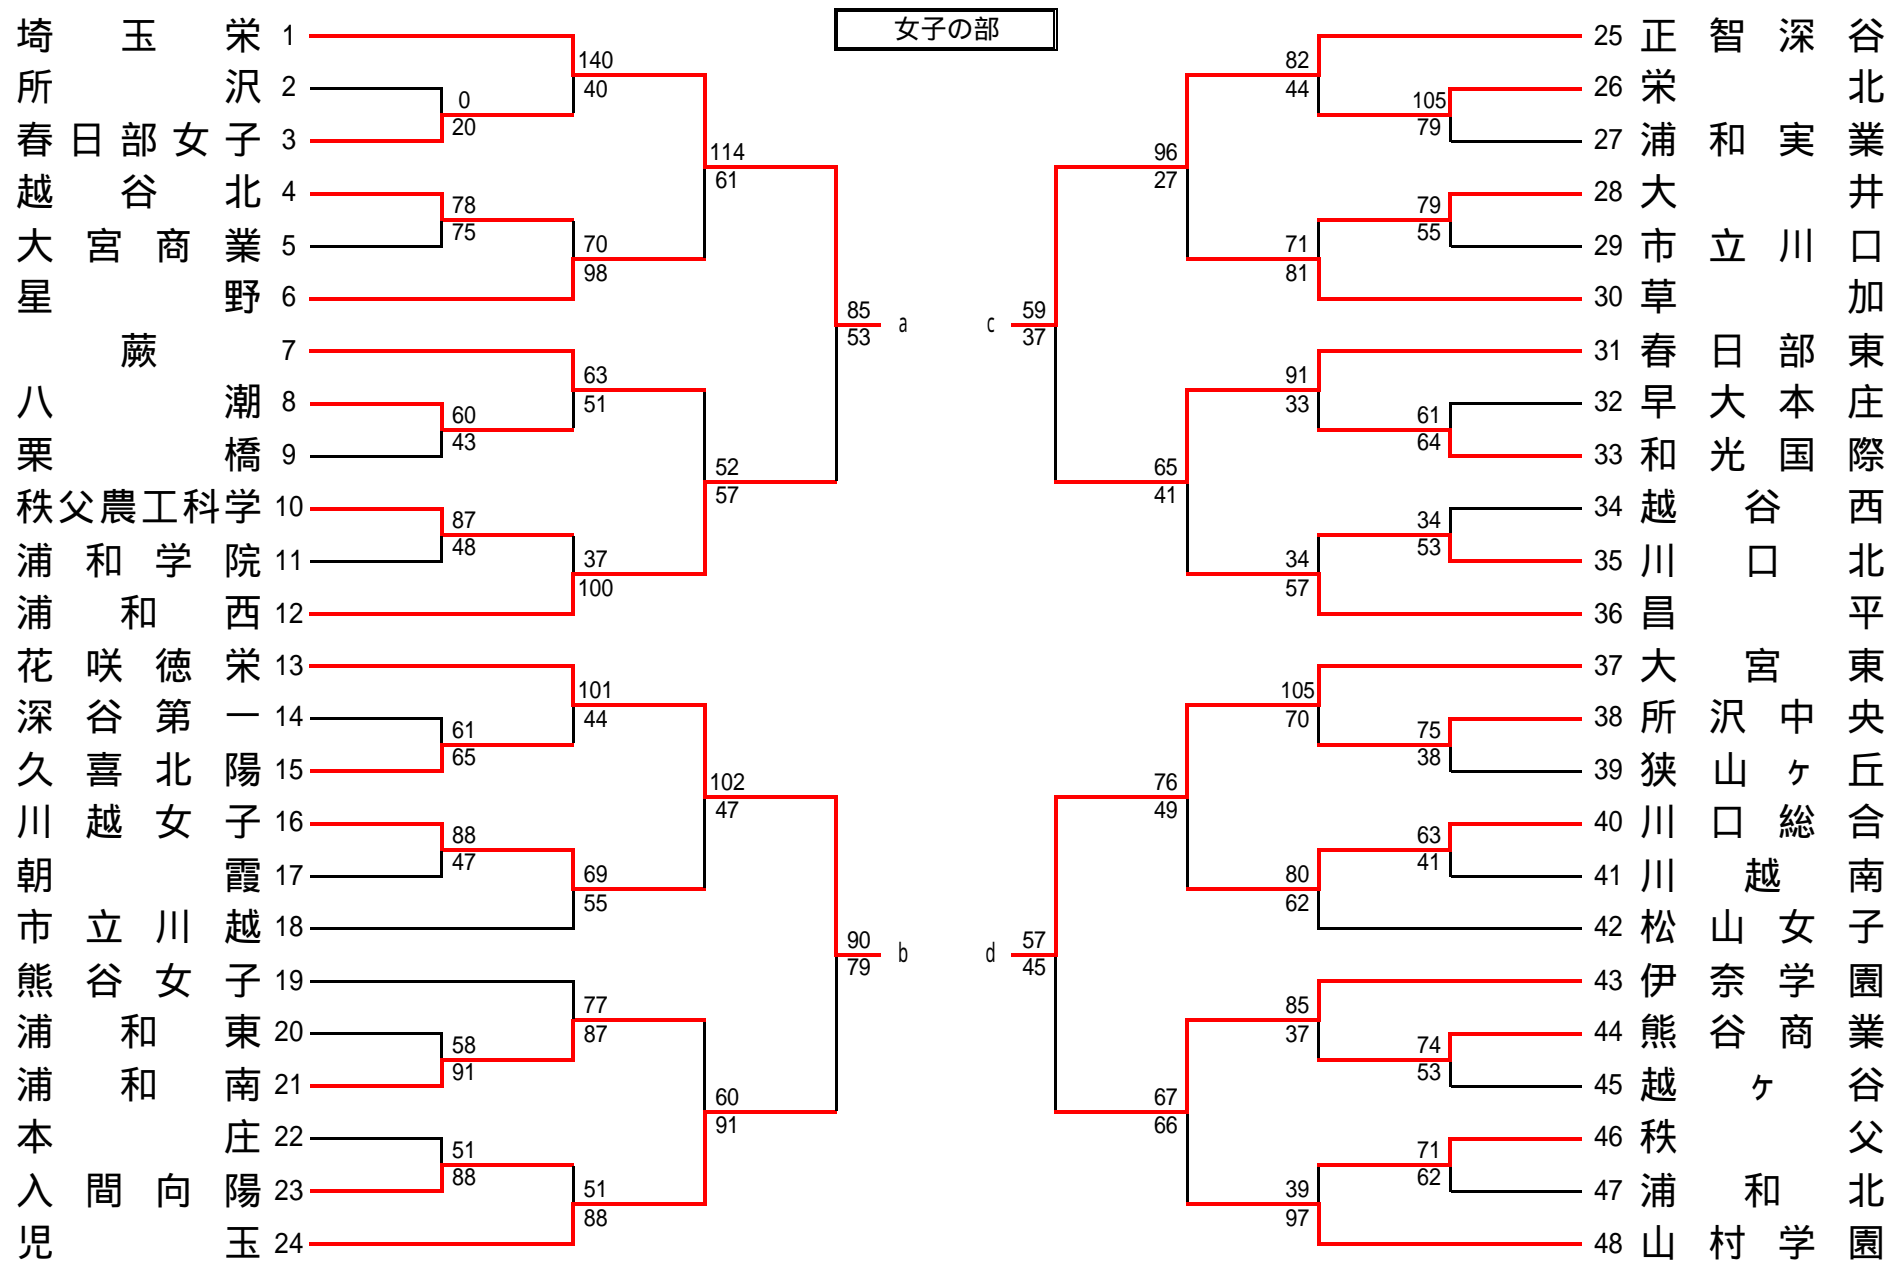 女子の部
埼玉栄 1
所沢 2
春日部女子 3
越谷北 4
大宮商業 5
星野 6
蕨 7
八潮 8
栗橋 9
秩父農工科学 10
浦和学院 11
浦和西 12
花咲徳栄 13
深谷第一 14
久喜北陽 15
川越女子 16
朝霞 17
市立川越 18
熊谷女子 19
浦和東 20
浦和南 21
本庄 22
入間向陽 23
児玉 24
0
20
78
75
60
43
87
48
61
65
88
47
58
91
51
88
140
40
70
98
63
51
37
100
101
44
69
55
77
87
51
88
114
61
52
57
102
47
60
91
85
53
a
90
79
b
c
59
37
d
57
45
96
27
65
41
76
49
67
66
82
44
71
81
91
33
34
57
105
70
80
62
85
37
39
97
105
79
79
55
61
64
34
53
75
38
63
41
74
53
71
62
25 正智深谷
26 栄北
27 浦和実業
28 大井
29 市立川口
30 草加
31 春日部東
32 早大本庄
33 和光国際
34 越谷西
35 川口北
36 昌平
37 大宮東
38 所沢中央
39 狭山ヶ丘
40 川口総合
41 川越南
42 松山女子
43 伊奈学園
44 熊谷商業
45 越ヶ谷
46 秩父
47 浦和北
48 山村学園